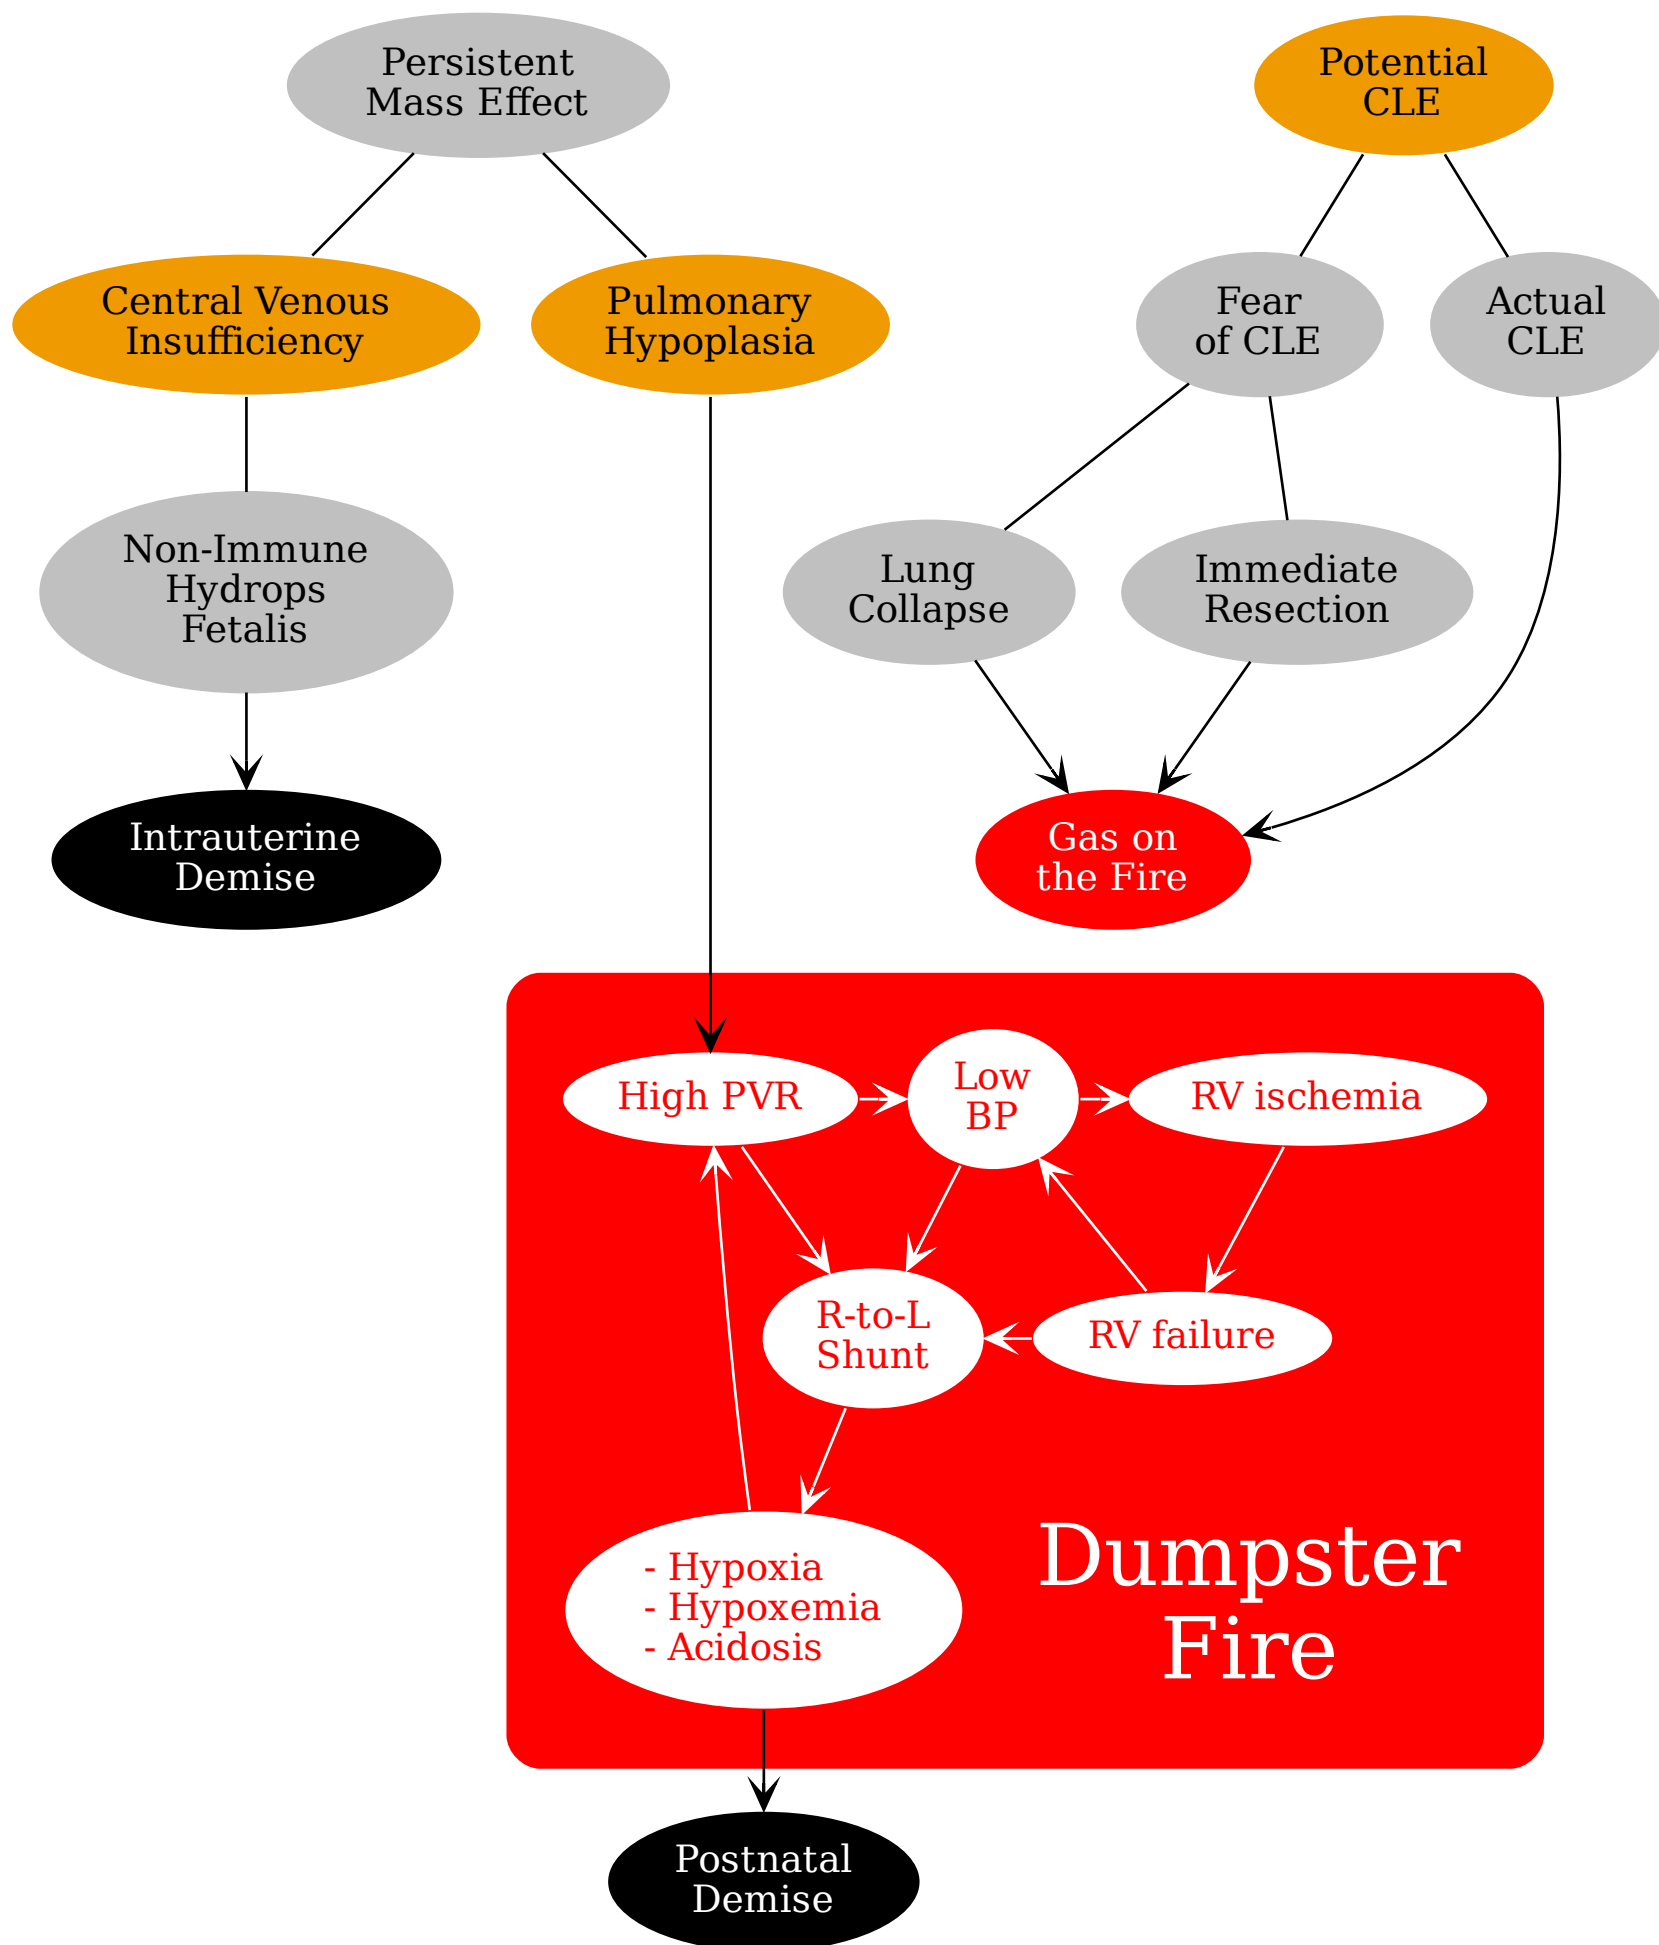 Persistent
Mass Effect
Potential
CLE
Central Venous
Insufficiency
Pulmonary
Hypoplasia
Fear
of CLE
Actual
CLE
Non-Immune
Hydrops
Fetalis
Lung
Collapse
Immediate
Resection
Intrauterine
Demise
Gas on
the Fire
High PVR
Low
BP
RV ischemia
R-to-L
Shunt
RV failure
- Hypoxia
- Hypoxemia
- Acidosis
Dumpster
Fire
Postnatal
Demise